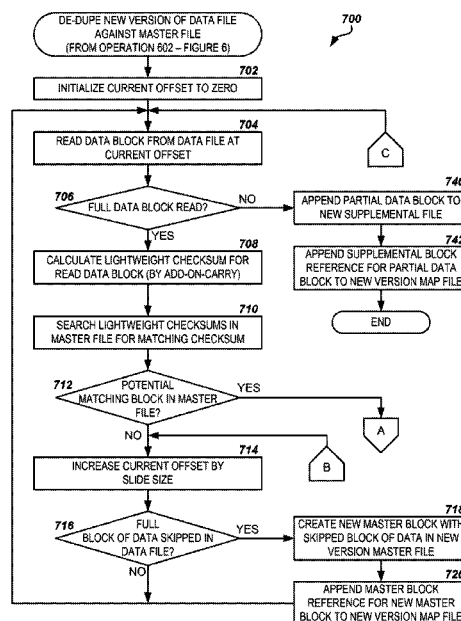 DE-DUPE NEW VERSION OF DATA FILE
AGAINST MASTER FILE
(FROM OPERATION 602 – FIGURE 6)
700
702
INITIALIZE CURRENT OFFSET TO ZERO
704
READ DATA BLOCK FROM DATA FILE AT
CURRENT OFFSET
C
706
FULL DATA BLOCK READ?
NO
YES
740
APPEND PARTIAL DATA BLOCK TO
NEW SUPPLEMENTAL FILE
742
APPEND SUPPLEMENTAL BLOCK
REFERENCE FOR PARTIAL DATA
BLOCK TO NEW VERSION MAP FILE
END
708
CALCULATE LIGHTWEIGHT CHECKSUM FOR
READ DATA BLOCK (BY ADD-ON-CARRY)
710
SEARCH LIGHTWEIGHT CHECKSUMS IN
MASTER FILE FOR MATCHING CHECKSUM
712
POTENTIAL
MATCHING BLOCK IN MASTER
FILE?
YES
NO
A
B
714
INCREASE CURRENT OFFSET BY
SLIDE SIZE
716
FULL
BLOCK OF DATA SKIPPED IN
DATA FILE?
YES
NO
718
CREATE NEW MASTER BLOCK WITH
SKIPPED BLOCK OF DATA IN NEW
VERSION MASTER FILE
720
APPEND MASTER BLOCK
REFERENCE FOR NEW MASTER
BLOCK TO NEW VERSION MAP FILE